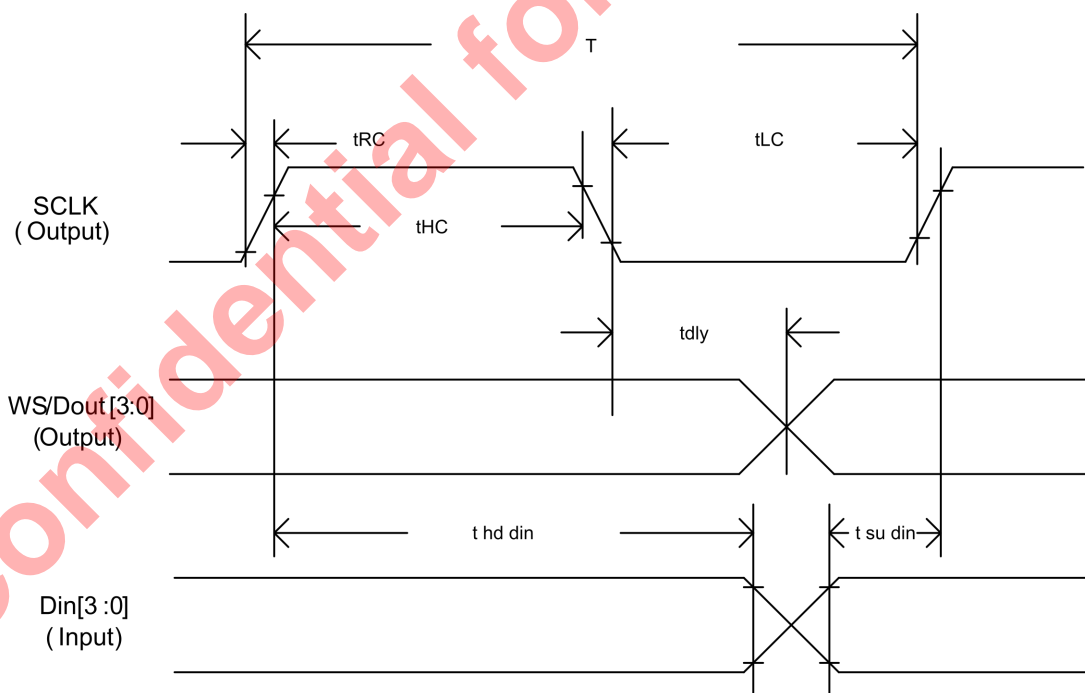 Confidential for
T
tRC
tLC
SCLK
( Output)
tHC
tdly
WS/Dout [3:0]
(Output)
t hd din
t su din
Din[3 :0]
( Input)